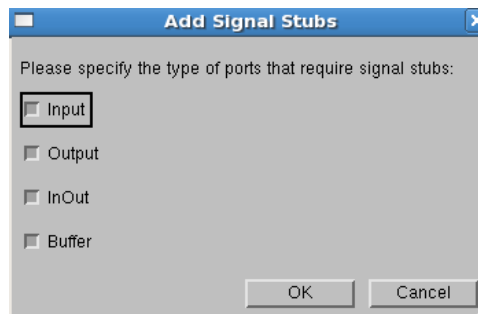 Add Signal Stubs
Please specify the type of ports that require signal stubs:
Input
Output
InOut
Buffer
OK Cancel